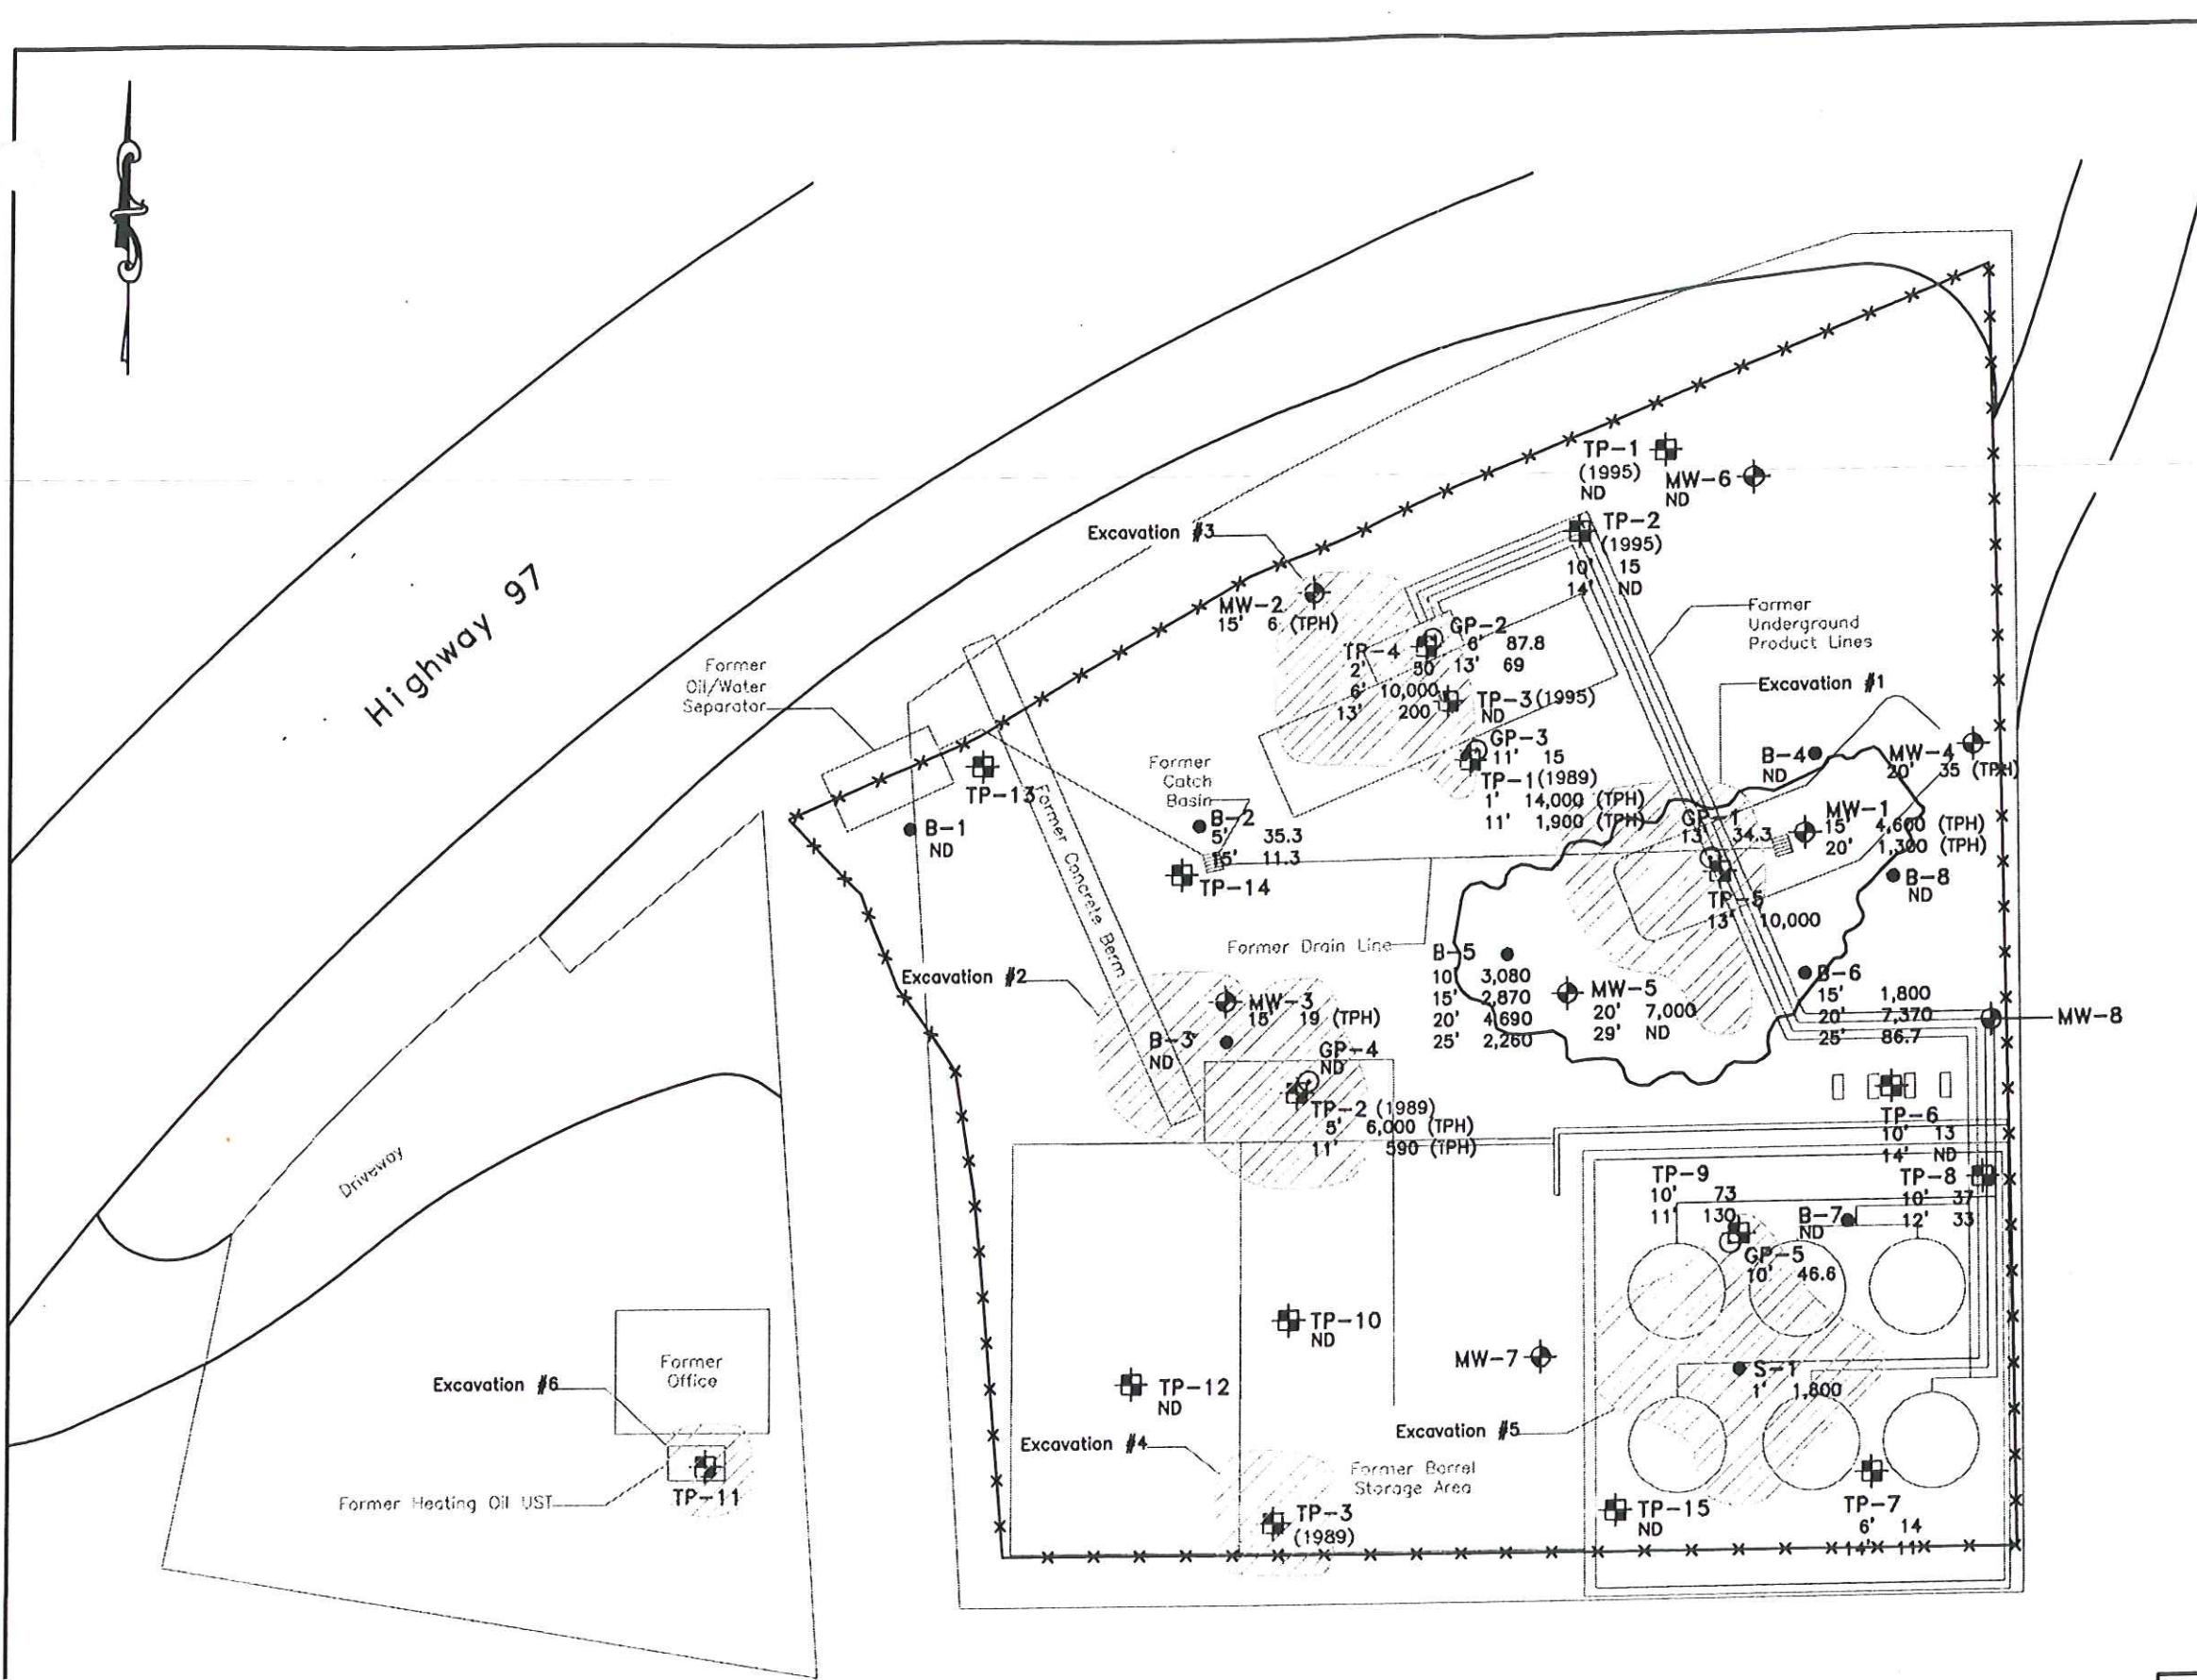 Highway 97
Driveway
TP-1
(1995)
ND
MW-6
ND
TP-2
(1995)
10' 15
14' ND
Excavation #3
MW-2
15' 6 (TPH)
GP-2
6' 87.8
13' 69
TP-4
2' 50
6' 10,000
13' 200
TP-3 (1995)
ND
GP-3
11' 15
TP-1 (1989)
1' 14,000 (TPH)
11' 1,900 (TPH)
Former
Underground
Product Lines
Excavation #1
Former
Oil/Water
Separator
TP-13
B-1
ND
Former
Catch
Basin
B-2
5' 35.3
15' 11.3
TP-14
Former Concrete Berm
Former Drain Line
B-4
ND
MW-4
20' 35 (TPH)
MW-1
15' 4,600 (TPH)
20' 1,300 (TPH)
GP-1
13' 34.3
TP-5
13' 10,000
B-8
ND
B-5
10' 3,080
15' 2,870
20' 4,690
25' 2,260
MW-5
20' 7,000
29' ND
B-6
15' 1,800
20' 7,370
25' 86.7
MW-8
Excavation #2
MW-3
15' 19 (TPH)
B-3
ND
GP-4
ND
TP-2 (1989)
5' 6,000 (TPH)
11' 590 (TPH)
TP-6
10' 13
14' ND
TP-8
10' 37
12' 33
TP-9
10' 73
11' 130
B-7
ND
GP-5
10' 46.6
TP-10
ND
MW-7
TP-12
ND
S-1
1' 1,800
Excavation #5
Excavation #4
Former Barrel
Storage Area
TP-3
(1989)
TP-15
ND
TP-7
6' 14
14' 11
Former
Office
Excavation #6
Former Heating Oil UST
TP-11